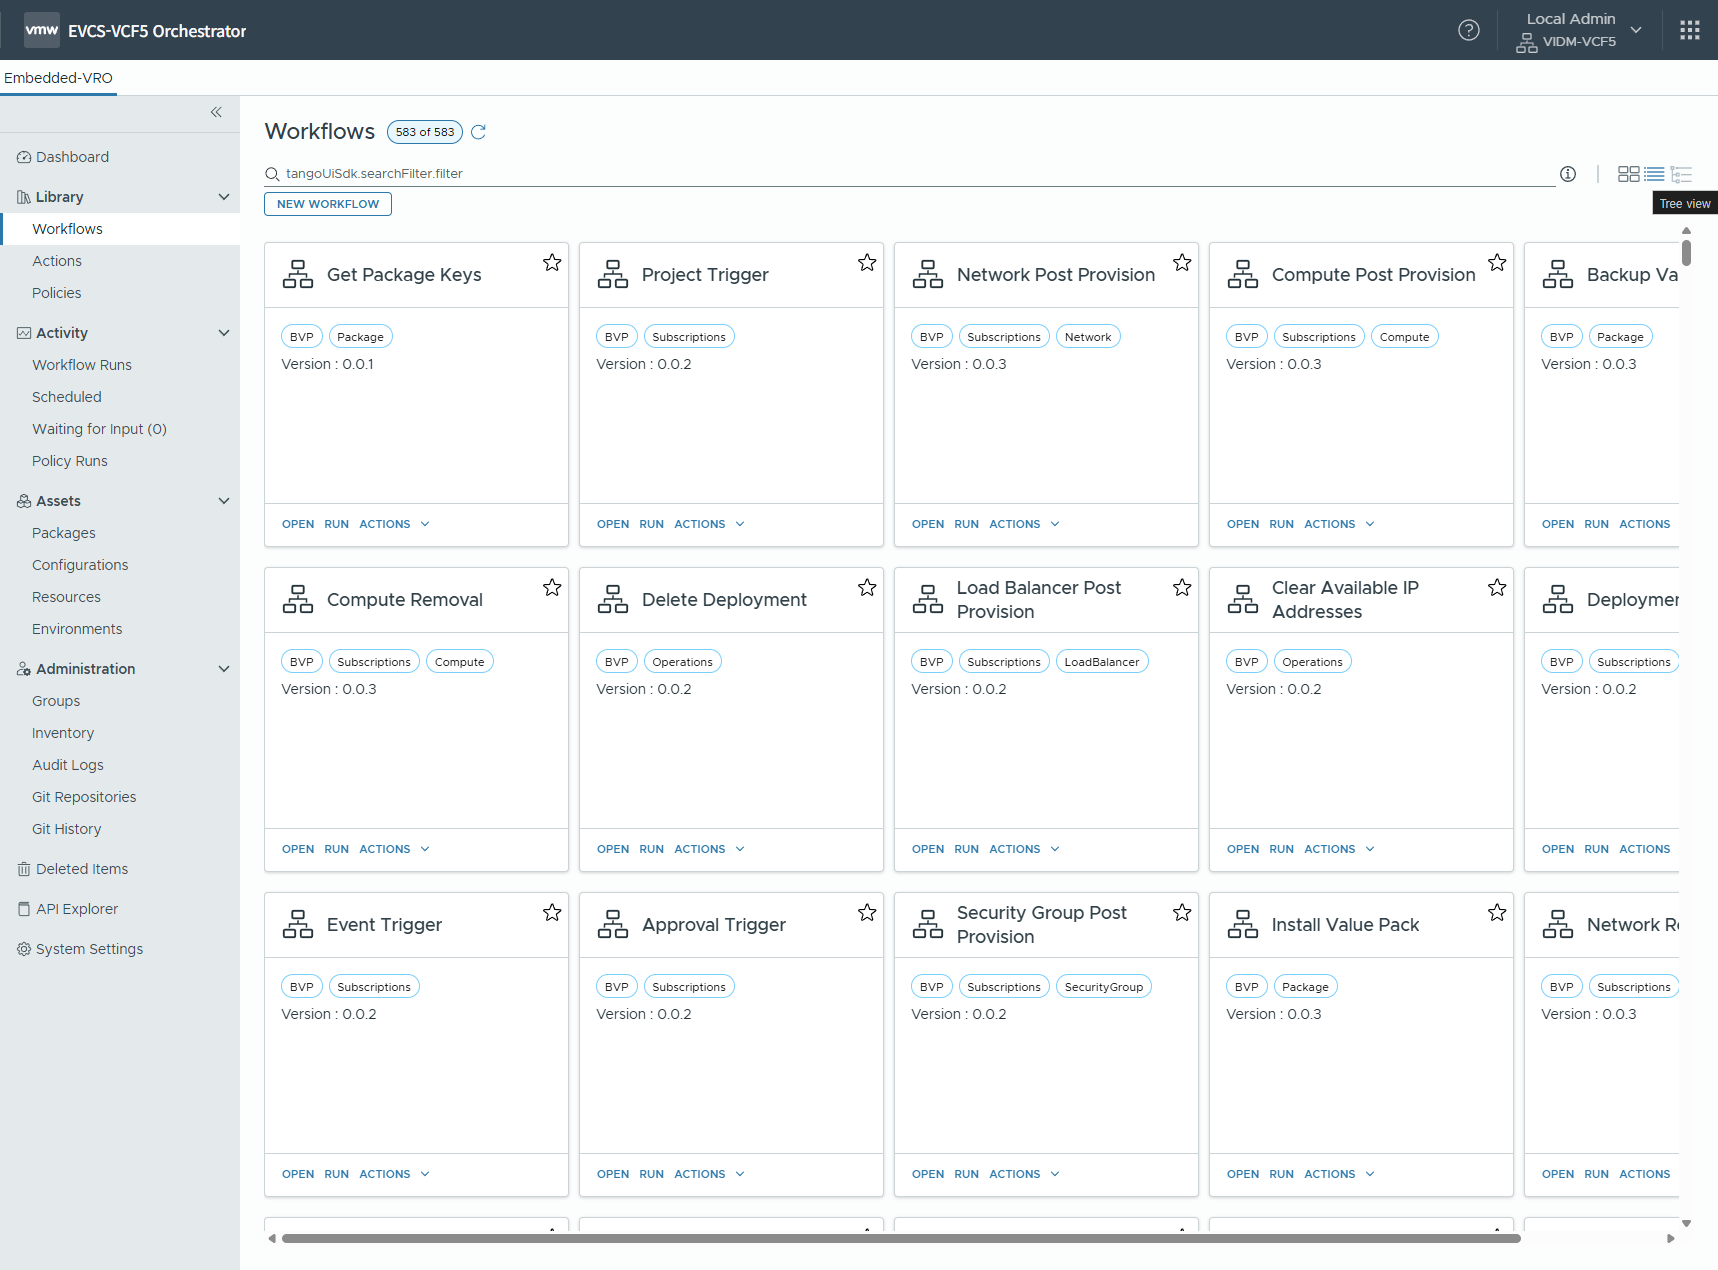 vmw EVCS-VCF5 Orchestrator
Local Admin
VIDM-VCF5
Embedded-VRO
Dashboard
Library
Workflows
Actions
Policies
Activity
Workflow Runs
Scheduled
Waiting for Input (0)
Policy Runs
Assets
Packages
Configurations
Resources
Environments
Administration
Groups
Inventory
Audit Logs
Git Repositories
Git History
Deleted Items
API Explorer
System Settings
Workflows 583 of 583
tangoUiSdk.searchFilter.filter
Tree view
NEW WORKFLOW
Get Package Keys
BVP Package
Version : 0.0.1
OPEN RUN ACTIONS
Project Trigger
BVP Subscriptions
Version : 0.0.2
OPEN RUN ACTIONS
Network Post Provision
BVP Subscriptions Network
Version : 0.0.3
OPEN RUN ACTIONS
Compute Post Provision
BVP Subscriptions Compute
Version : 0.0.3
OPEN RUN ACTIONS
Backup Va
BVP Package
Version : 0.0.3
OPEN RUN ACTIONS
Compute Removal
BVP Subscriptions Compute
Version : 0.0.3
OPEN RUN ACTIONS
Delete Deployment
BVP Operations
Version : 0.0.2
OPEN RUN ACTIONS
Load Balancer Post
Provision
BVP Subscriptions LoadBalancer
Version : 0.0.2
OPEN RUN ACTIONS
Clear Available IP
Addresses
BVP Operations
Version : 0.0.2
OPEN RUN ACTIONS
Deploymer
BVP Subscriptions
Version : 0.0.2
OPEN RUN ACTIONS
Event Trigger
BVP Subscriptions
Version : 0.0.2
OPEN RUN ACTIONS
Approval Trigger
BVP Subscriptions
Version : 0.0.2
OPEN RUN ACTIONS
Security Group Post
Provision
BVP Subscriptions SecurityGroup
Version : 0.0.2
OPEN RUN ACTIONS
Install Value Pack
BVP Package
Version : 0.0.3
OPEN RUN ACTIONS
Network Re
BVP Subscriptions
Version : 0.0.3
OPEN RUN ACTIONS